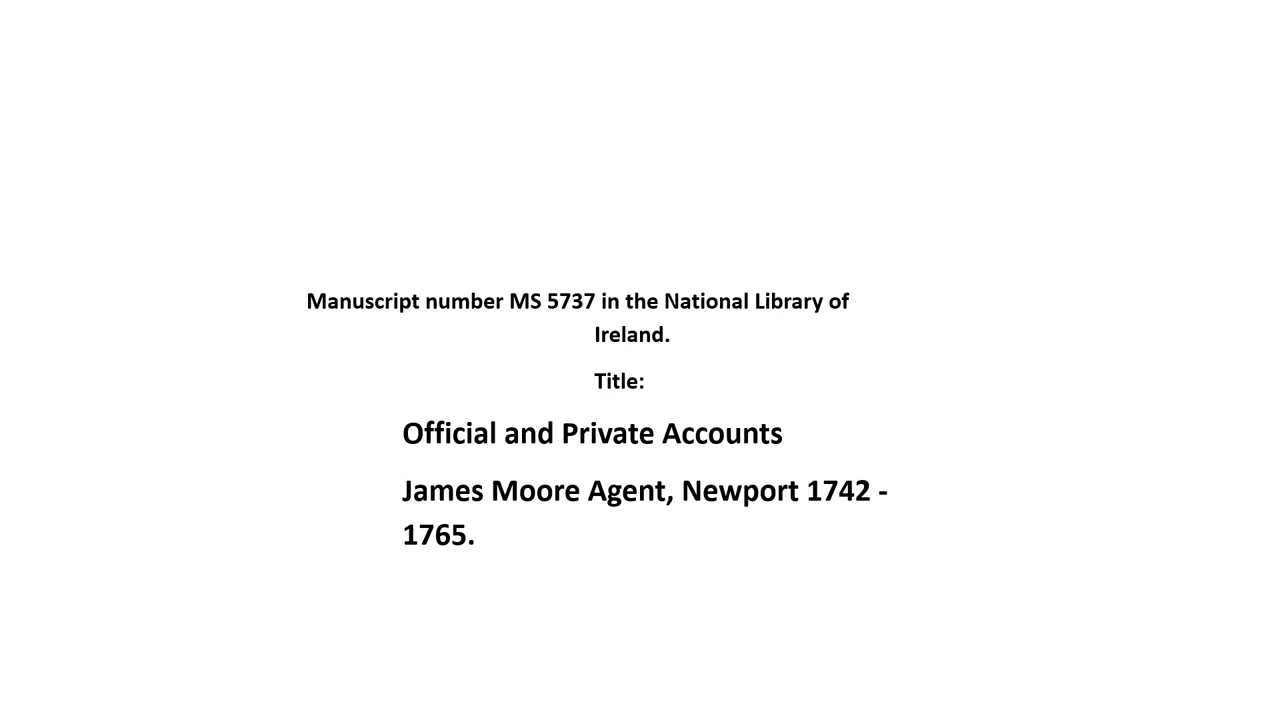 Manuscript number MS 5737 in the National Library of
Ireland.
Title:
Official and Private Accounts
James Moore Agent, Newport 1742 -
1765.